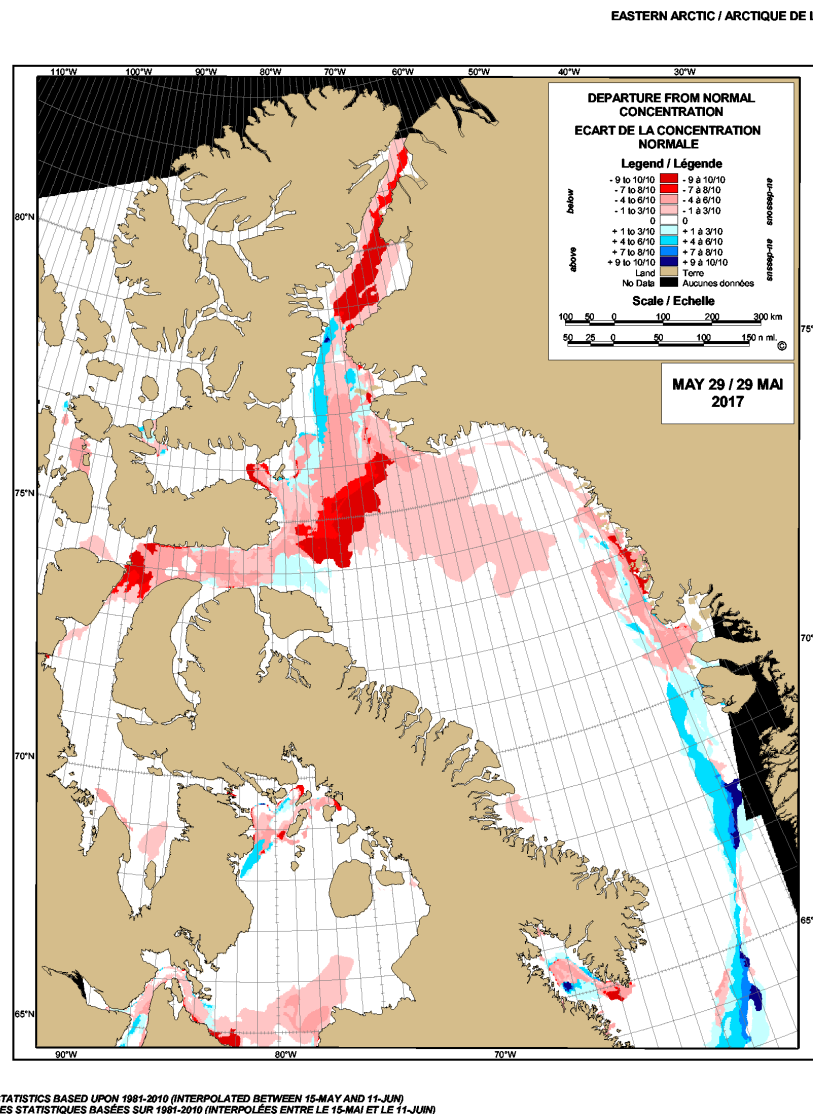 EASTERN ARCTIC / ARCTIQUE DE L
110°W 100°W 90°W 80°W 70°W 60°W 50°W 40°W 30°W
DEPARTURE FROM NORMAL
CONCENTRATION
ECART DE LA CONCENTRATION
NORMALE
Legend / Légende
- 9 to 10/10 - 9 à 10/10
- 7 to 8/10 - 7 à 8/10
- 4 to 6/10 - 4 à 6/10
- 1 to 3/10 - 1 à 3/10
0 0
+ 1 to 3/10 + 1 à 3/10
+ 4 to 6/10 + 4 à 6/10
+ 7 to 8/10 + 7 à 8/10
+ 9 to 10/10 + 9 à 10/10
Land Terre
No Data Aucunes données
below
above
au-dessous
au-dessus
Scale / Echelle
100 50 0 100 200 300 km
50 25 0 50 100 150 n mi.
©
MAY 29 / 29 MAI
2017
80°N
75°
75°N
70°
70°N
65°
65°N
90°W 80°W 70°W
STATISTICS BASED UPON 1981-2010 (INTERPOLATED BETWEEN 15-MAY AND 11-JUN)
ES STATISTIQUES BASÉES SUR 1981-2010 (INTERPOLÉES ENTRE LE 15-MAI ET LE 11-JUIN)